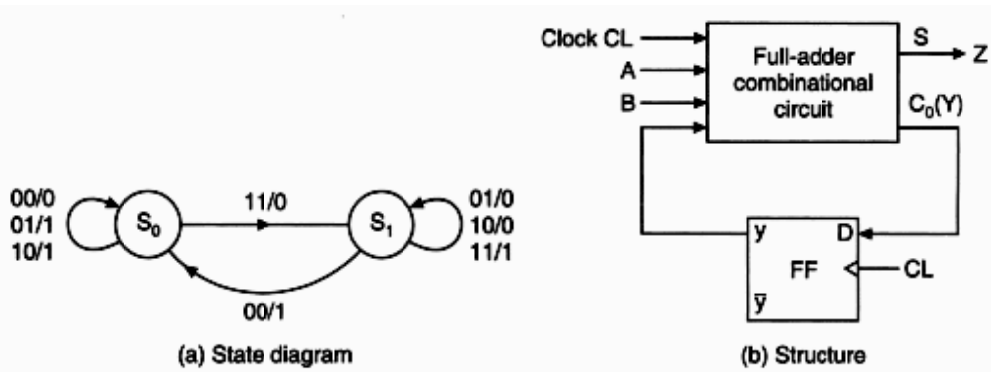 00/0
01/1
10/1
S₀
11/0
S₁
01/0
10/0
11/1
00/1
(a) State diagram
Clock CL
A
B
Full-adder
combinational
circuit
S
Z
C₀(Y)
y
D
FF
CL
y̅
(b) Structure